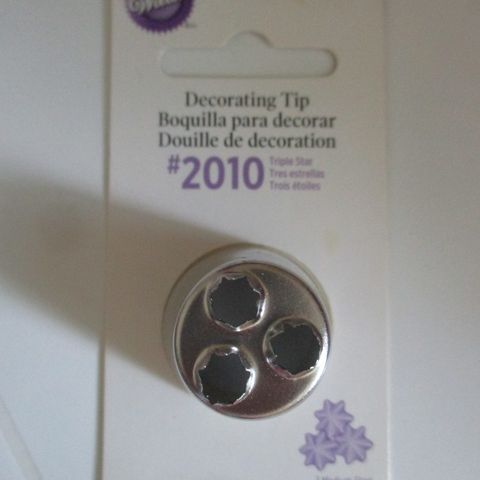 Wilton
Decorating Tip
Boquilla para decorar
Douille de decoration
#2010
Triple Star
Tres estrellas
Trois étoiles